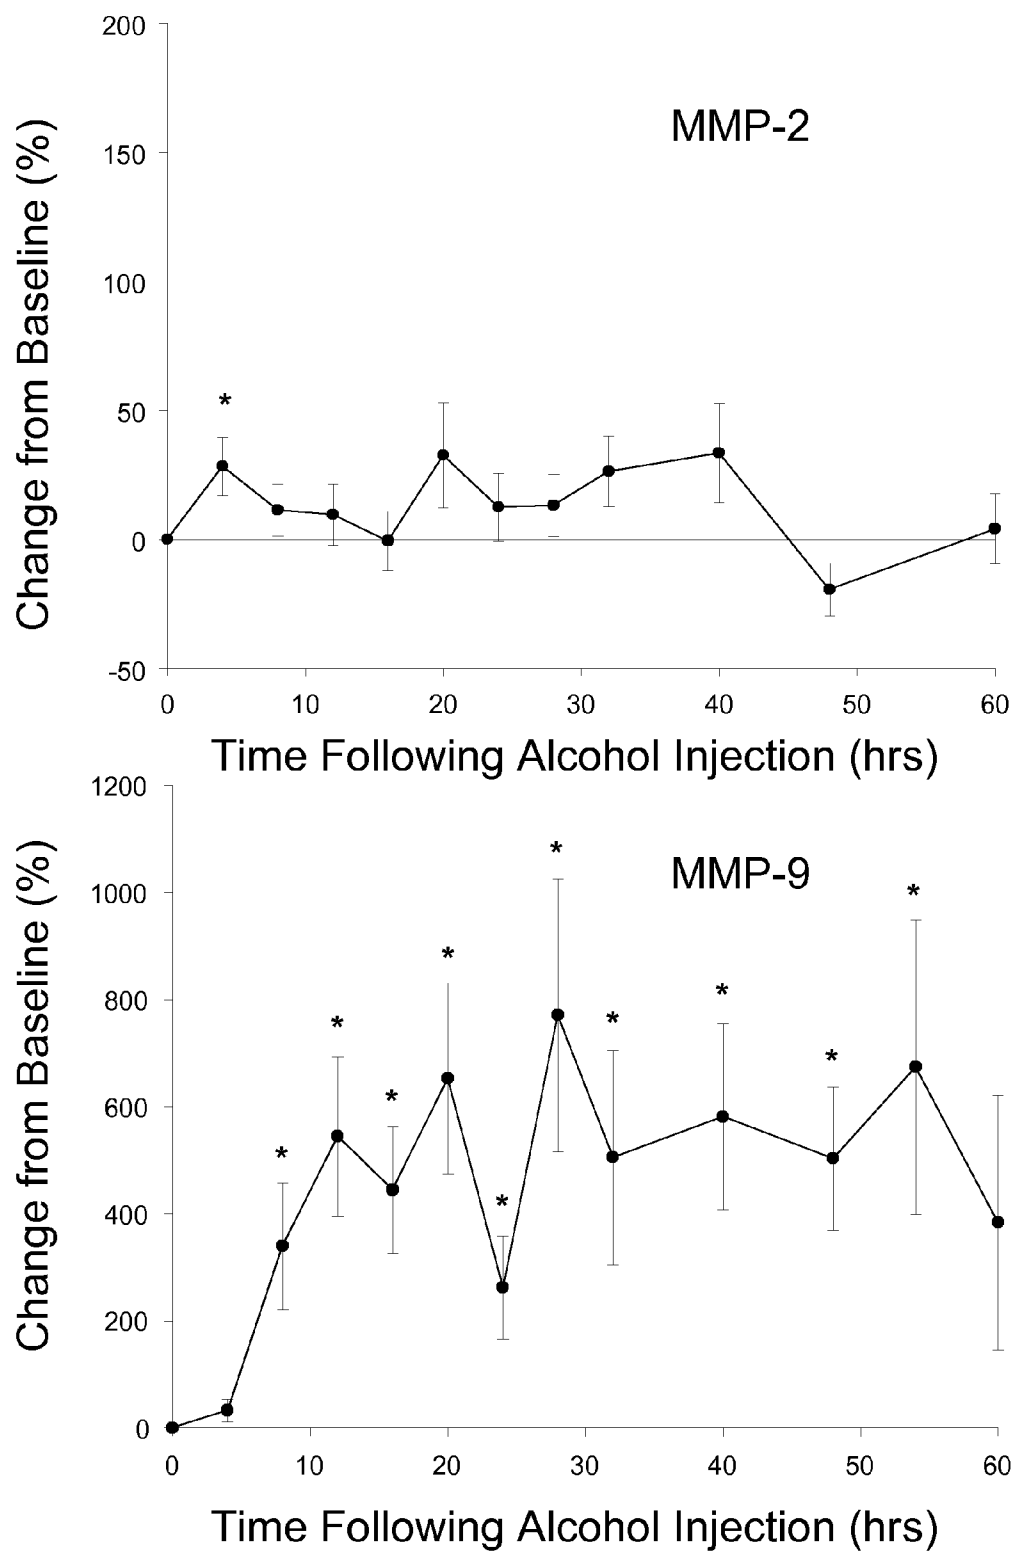 200
MMP-2
150
100
50
0
-50
*
0 10 20 30 40 50 60
Change from Baseline (%)
Time Following Alcohol Injection (hrs)
1200
MMP-9
1000
800
600
400
200
0
* * * * * * * * * *
0 10 20 30 40 50 60
Change from Baseline (%)
Time Following Alcohol Injection (hrs)